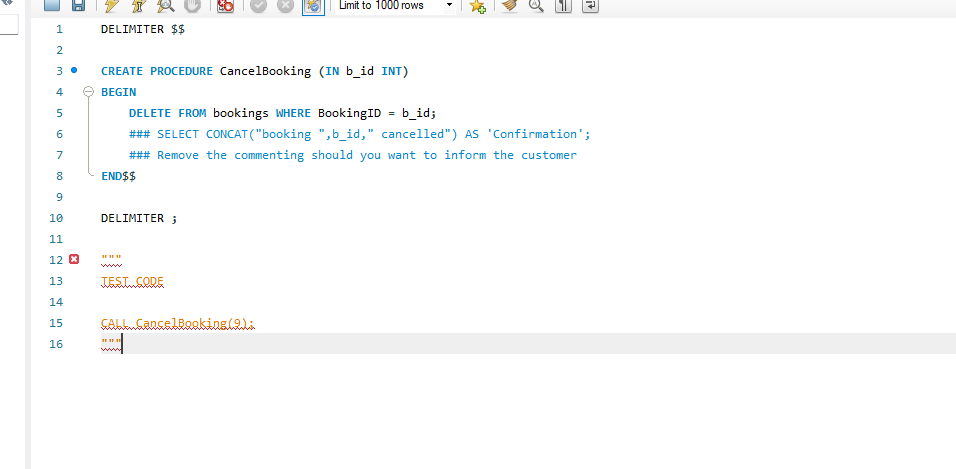 Limit to 1000 rows
1 DELIMITER $$
2
3 CREATE PROCEDURE CancelBooking (IN b_id INT)
4 BEGIN
5 DELETE FROM bookings WHERE BookingID = b_id;
6 ### SELECT CONCAT("booking ",b_id," cancelled") AS 'Confirmation';
7 ### Remove the commenting should you want to inform the customer
8 END$$
9
10 DELIMITER ;
11
12 """
13 TEST CODE
14
15 CALL CancelBooking(9);
16 """